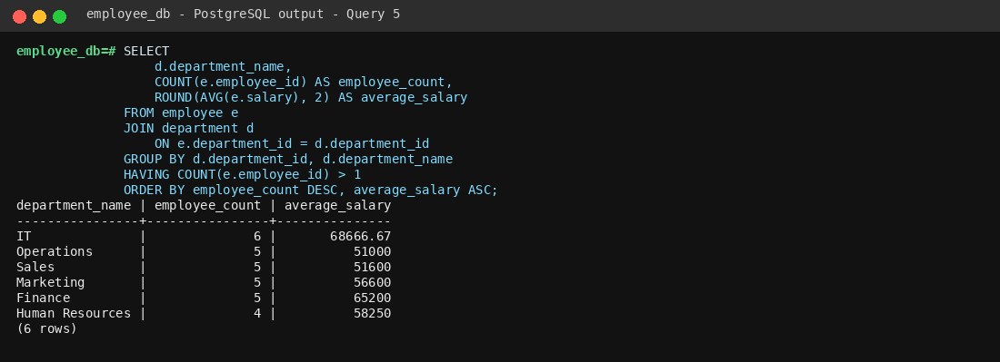 employee_db - PostgreSQL output - Query 5
employee_db=# SELECT
                  d.department_name,
                  COUNT(e.employee_id) AS employee_count,
                  ROUND(AVG(e.salary), 2) AS average_salary
              FROM employee e
              JOIN department d
                  ON e.department_id = d.department_id
              GROUP BY d.department_id, d.department_name
              HAVING COUNT(e.employee_id) > 1
              ORDER BY employee_count DESC, average_salary ASC;
department_name | employee_count | average_salary
----------------+----------------+---------------
IT              |              6 |       68666.67
Operations      |              5 |          51000
Sales           |              5 |          51600
Marketing       |              5 |          56600
Finance         |              5 |          65200
Human Resources |              4 |          58250
(6 rows)